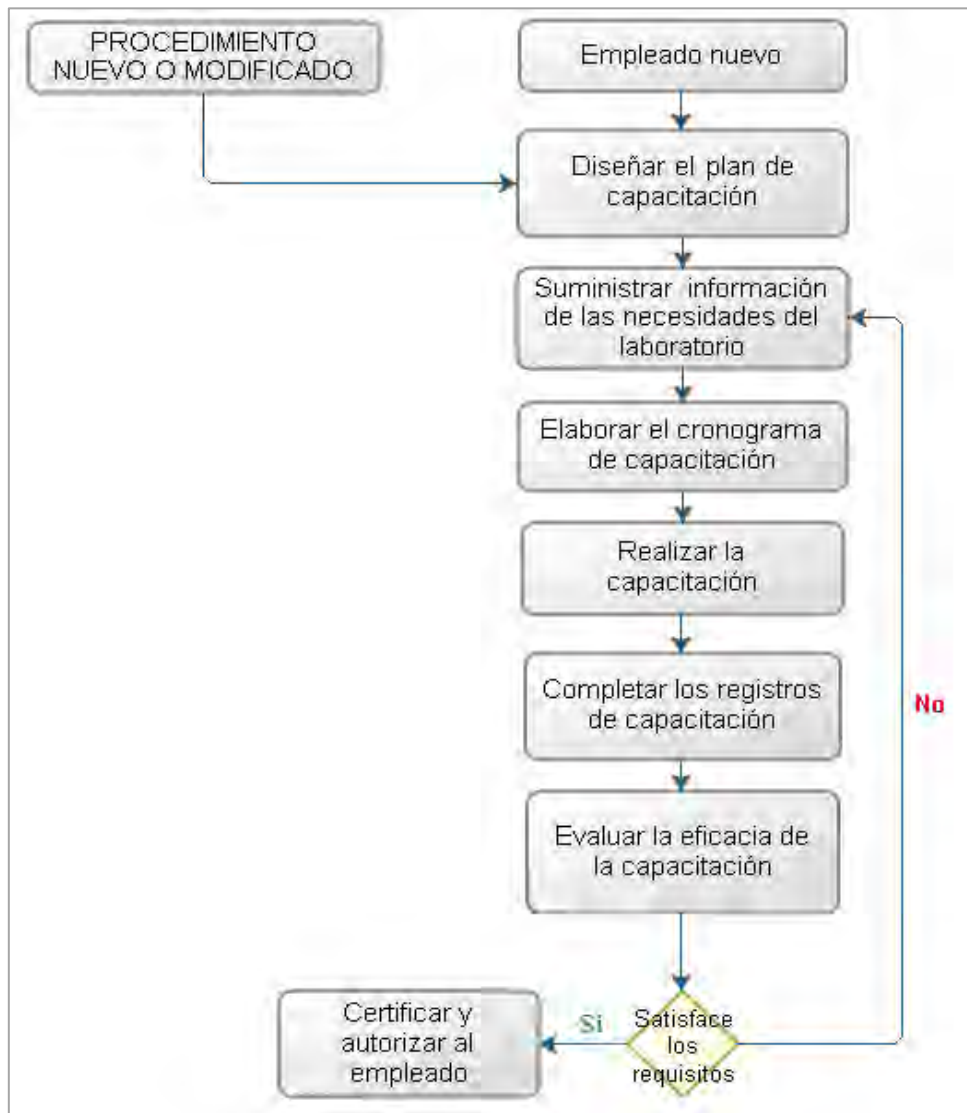 PROCEDIMIENTO
NUEVO O MODIFICADO
Empleado nuevo
Diseñar el plan de
capacitación
Suministrar información
de las necesidades del
laboratorio
Elaborar el cronograma
de capacitación
Realizar la
capacitación
Completar los registros
de capacitación
No
Evaluar la eficacia de
la capacitación
Certificar y
autorizar al
empleado
Si
Satisface
los
requisitos